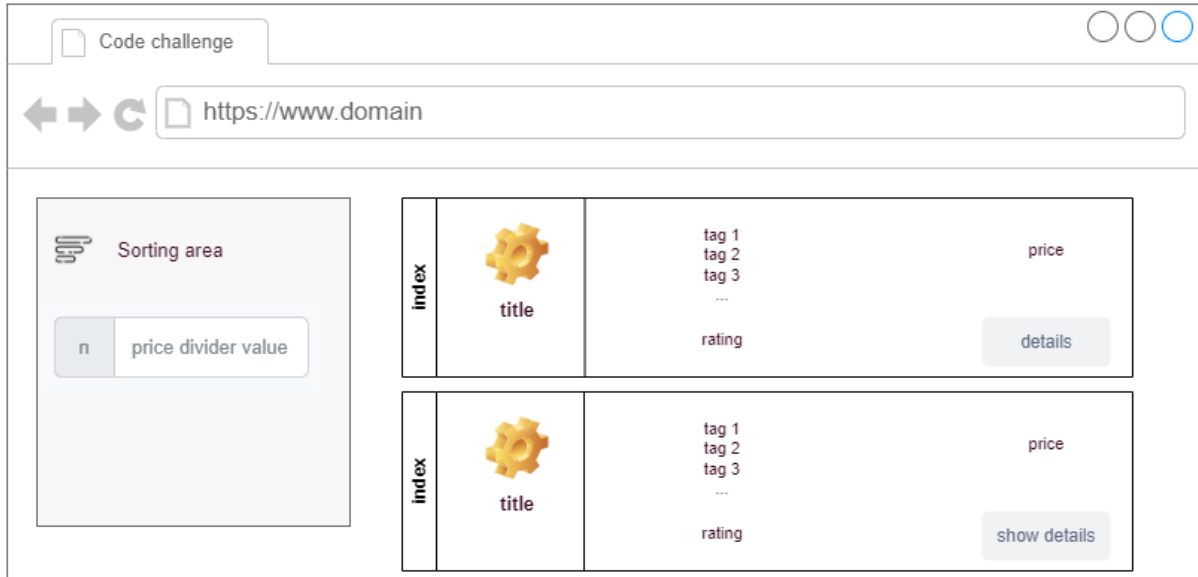 Code challenge
https://www.domain
Sorting area
n
price divider value
index
title
tag 1
tag 2
tag 3
...
rating
price
details
index
title
tag 1
tag 2
tag 3
...
rating
price
show details